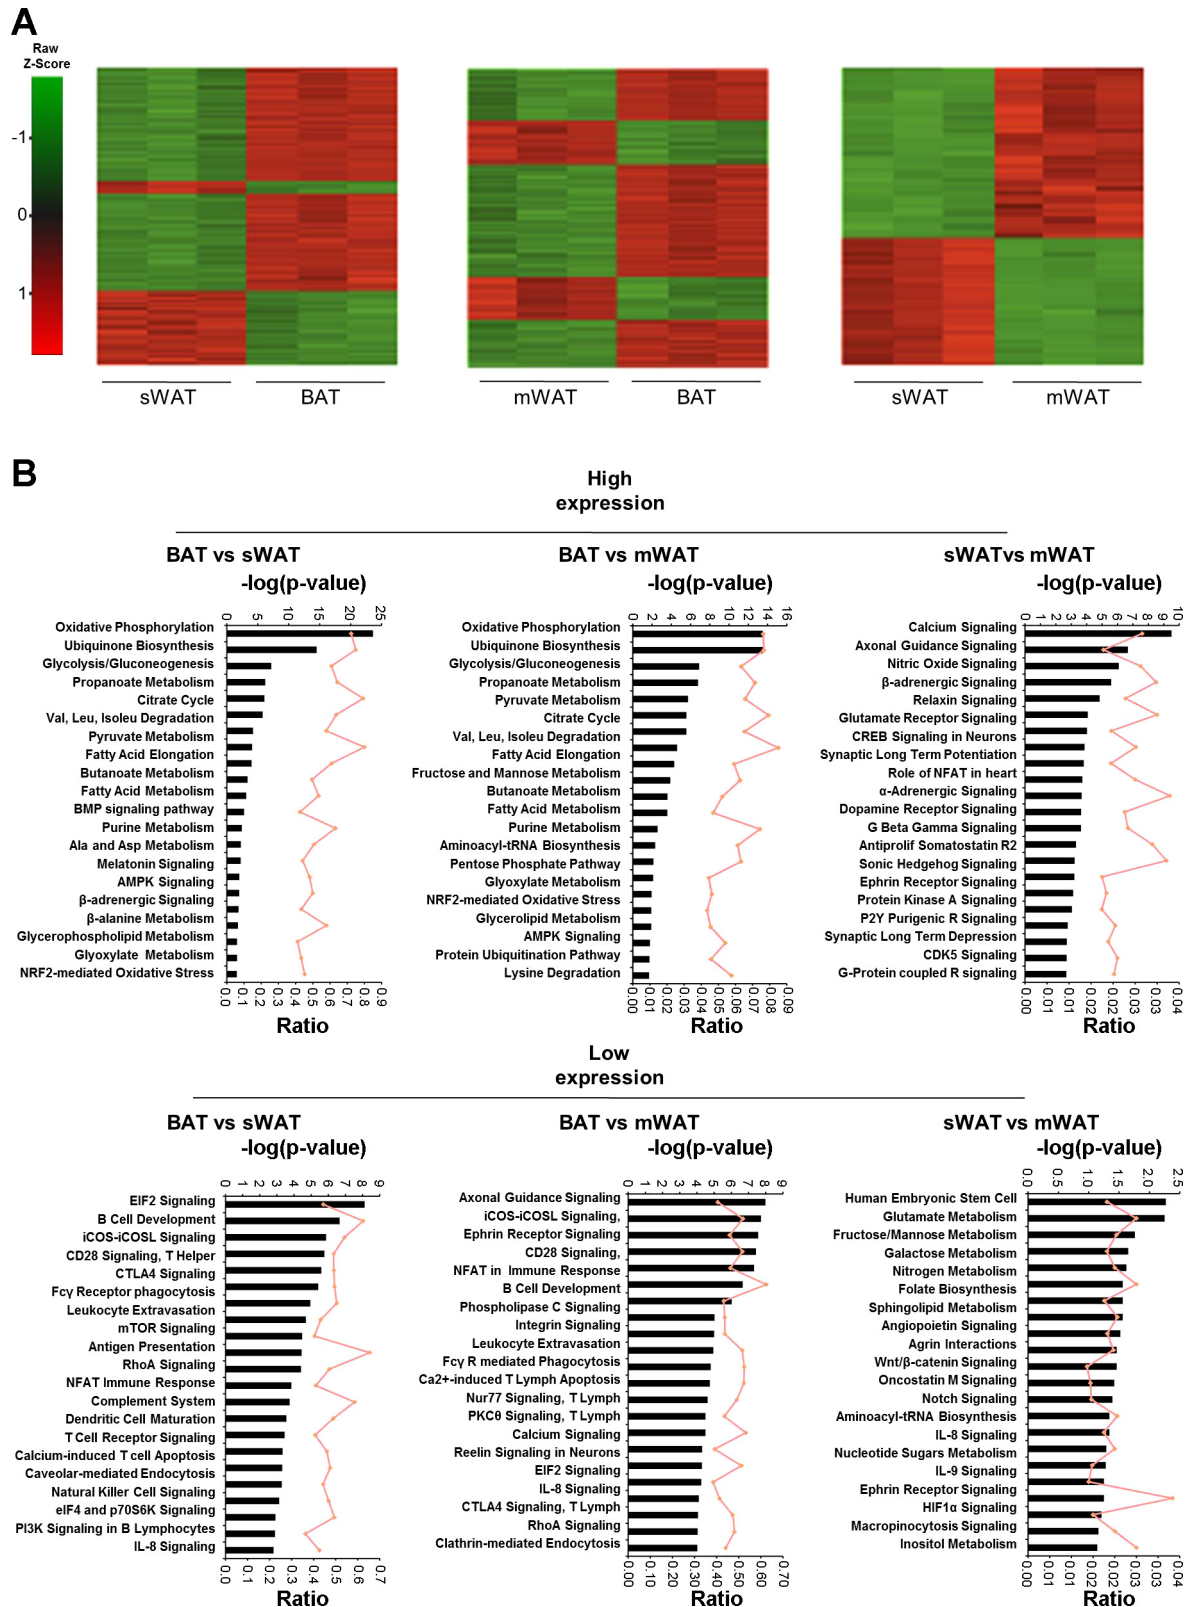 A
Raw
Z-Score
-1
0
1
sWAT
BAT
mWAT
BAT
sWAT
mWAT
B
High
expression
BAT vs sWAT
-log(p-value)
0 5 10 15 20 25
Oxidative Phosphorylation
Ubiquinone Biosynthesis
Glycolysis/Gluconeogenesis
Propanoate Metabolism
Citrate Cycle
Val, Leu, Isoleu Degradation
Pyruvate Metabolism
Fatty Acid Elongation
Butanoate Metabolism
Fatty Acid Metabolism
BMP signaling pathway
Purine Metabolism
Ala and Asp Metabolism
Melatonin Signaling
AMPK Signaling
β-adrenergic Signaling
β-alanine Metabolism
Glycerophospholipid Metabolism
Glyoxylate Metabolism
NRF2-mediated Oxidative Stress
0.0 0.1 0.2 0.3 0.4 0.5 0.6 0.7 0.8 0.9
Ratio
BAT vs mWAT
-log(p-value)
0 2 4 6 8 10 12 14 16
Oxidative Phosphorylation
Ubiquinone Biosynthesis
Glycolysis/Gluconeogenesis
Propanoate Metabolism
Pyruvate Metabolism
Citrate Cycle
Val, Leu, Isoleu Degradation
Fatty Acid Elongation
Fructose and Mannose Metabolism
Butanoate Metabolism
Fatty Acid Metabolism
Purine Metabolism
Aminoacyl-tRNA Biosynthesis
Pentose Phosphate Pathway
Glyoxylate Metabolism
NRF2-mediated Oxidative Stress
Glycerolipid Metabolism
AMPK Signaling
Protein Ubiquitination Pathway
Lysine Degradation
0.00 0.01 0.02 0.03 0.04 0.05 0.06 0.07 0.08 0.09
Ratio
sWATvs mWAT
-log(p-value)
0 1 2 3 4 5 6 7 8 9 10
Calcium Signaling
Axonal Guidance Signaling
Nitric Oxide Signaling
β-adrenergic Signaling
Relaxin Signaling
Glutamate Receptor Signaling
CREB Signaling in Neurons
Synaptic Long Term Potentiation
Role of NFAT in heart
α-Adrenergic Signaling
Dopamine Receptor Signaling
G Beta Gamma Signaling
Antiprolif Somatostatin R2
Sonic Hedgehog Signaling
Ephrin Receptor Signaling
Protein Kinase A Signaling
P2Y Purigenic R Signaling
Synaptic Long Term Depression
CDK5 Signaling
G-Protein coupled R signaling
0.00 0.01 0.01 0.02 0.02 0.03 0.03 0.04
Ratio
Low
expression
BAT vs sWAT
-log(p-value)
0 1 2 3 4 5 6 7 8 9
EIF2 Signaling
B Cell Development
iCOS-iCOSL Signaling
CD28 Signaling, T Helper
CTLA4 Signaling
Fcγ Receptor phagocytosis
Leukocyte Extravasation
mTOR Signaling
Antigen Presentation
RhoA Signaling
NFAT Immune Response
Complement System
Dendritic Cell Maturation
T Cell Receptor Signaling
Calcium-induced T cell Apoptosis
Caveolar-mediated Endocytosis
Natural Killer Cell Signaling
eIF4 and p70S6K Signaling
PI3K Signaling in B Lymphocytes
IL-8 Signaling
0.0 0.1 0.2 0.3 0.4 0.5 0.6 0.7
Ratio
BAT vs mWAT
-log(p-value)
0 1 2 3 4 5 6 7 8 9
Axonal Guidance Signaling
iCOS-iCOSL Signaling,
Ephrin Receptor Signaling
CD28 Signaling,
NFAT in Immune Response
B Cell Development
Phospholipase C Signaling
Integrin Signaling
Leukocyte Extravasation
Fcγ R mediated Phagocytosis
Ca2+-induced T Lymph Apoptosis
Nur77 Signaling, T Lymph
PKCθ Signaling, T Lymph
Calcium Signaling
Reelin Signaling in Neurons
EIF2 Signaling
IL-8 Signaling
CTLA4 Signaling, T Lymph
RhoA Signaling
Clathrin-mediated Endocytosis
0.00 0.10 0.20 0.30 0.40 0.50 0.60 0.70
Ratio
sWAT vs mWAT
-log(p-value)
0.0 0.5 1.0 1.5 2.0 2.5
Human Embryonic Stem Cell
Glutamate Metabolism
Fructose/Mannose Metabolism
Galactose Metabolism
Nitrogen Metabolism
Folate Biosynthesis
Sphingolipid Metabolism
Angiopoietin Signaling
Agrin Interactions
Wnt/β-catenin Signaling
Oncostatin M Signaling
Notch Signaling
Aminoacyl-tRNA Biosynthesis
IL-8 Signaling
Nucleotide Sugars Metabolism
IL-9 Signaling
Ephrin Receptor Signaling
HIF1α Signaling
Macropinocytosis Signaling
Inositol Metabolism
0.00 0.01 0.01 0.02 0.02 0.03 0.03 0.04
Ratio